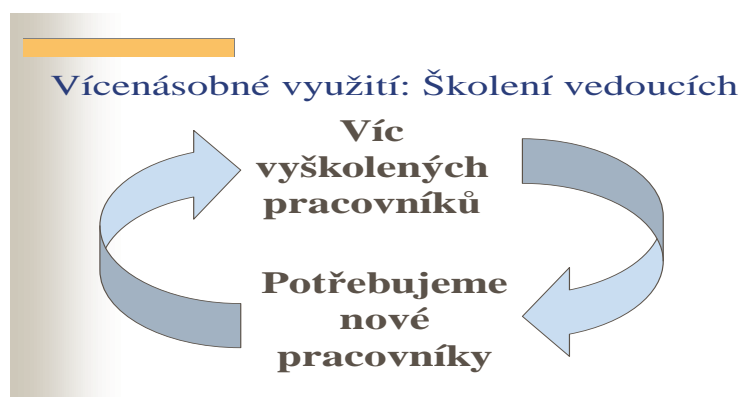 Vícenásobné využití: Školení vedoucích
Víc
vyškolených
pracovníků
Potřebujeme
nové
pracovníky